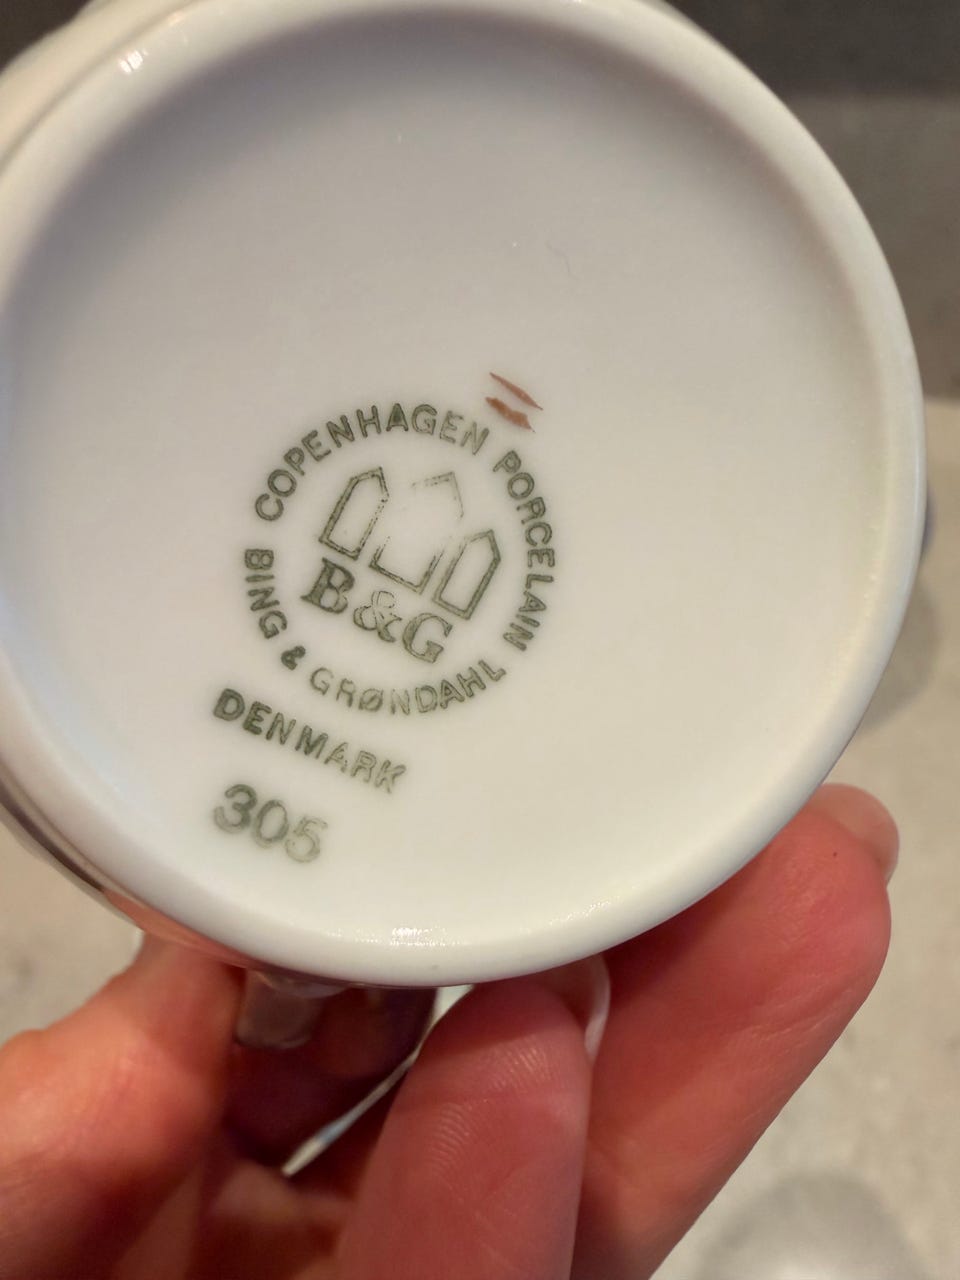 COPENHAGEN PORCELAIN
B&G
BING & GRØNDAHL
DENMARK
305